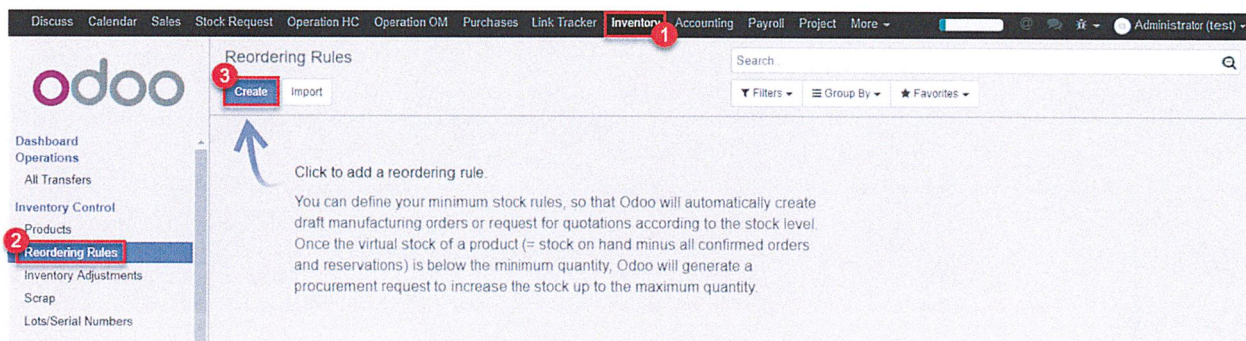 Discuss Calendar Sales Stock Request Operation HC Operation OM Purchases Link Tracker Inventory Accounting Payroll Project More Administrator (test)
1
odoo
Reordering Rules
Search...
3
Create Import
Filters Group By Favorites
Dashboard
Operations
All Transfers
Inventory Control
Products
2
Reordering Rules
Inventory Adjustments
Scrap
Lots/Serial Numbers
Click to add a reordering rule.
You can define your minimum stock rules, so that Odoo will automatically create
draft manufacturing orders or request for quotations according to the stock level.
Once the virtual stock of a product (= stock on hand minus all confirmed orders
and reservations) is below the minimum quantity, Odoo will generate a
procurement request to increase the stock up to the maximum quantity.